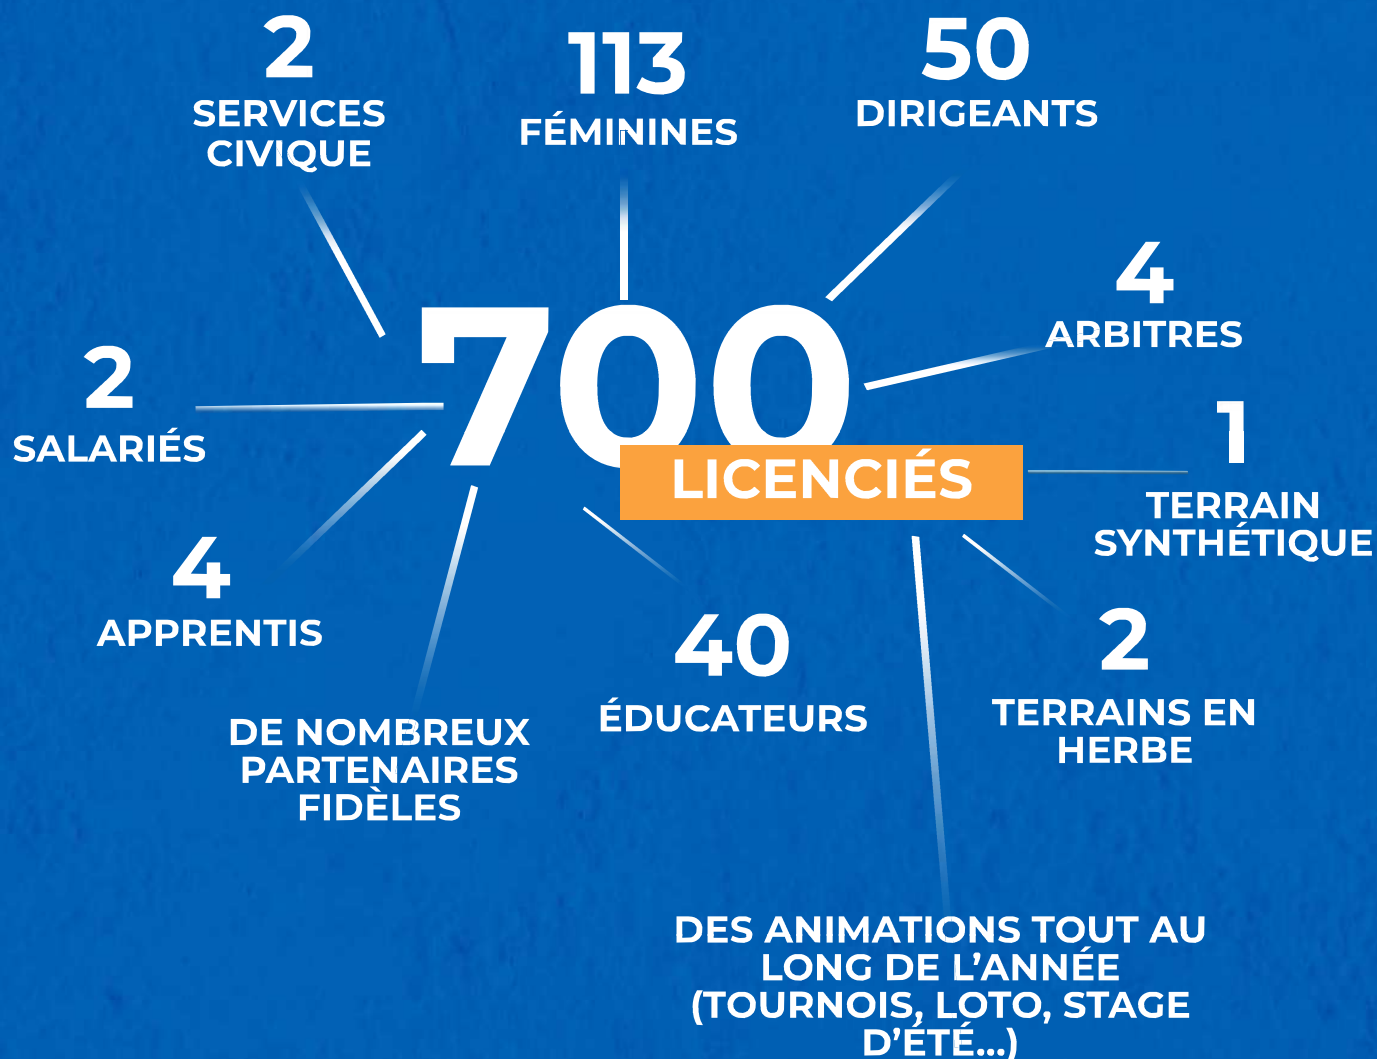 2
SERVICES
CIVIQUE
113
FÉMININES
50
DIRIGEANTS
4
ARBITRES
700
LICENCIÉS
2
SALARIÉS
1
TERRAIN
SYNTHÉTIQUE
4
APPRENTIS
40
ÉDUCATEURS
2
TERRAINS EN
HERBE
DE NOMBREUX
PARTENAIRES
FIDÈLES
DES ANIMATIONS TOUT AU
LONG DE L'ANNÉE
(TOURNOIS, LOTO, STAGE
D'ÉTÉ...)